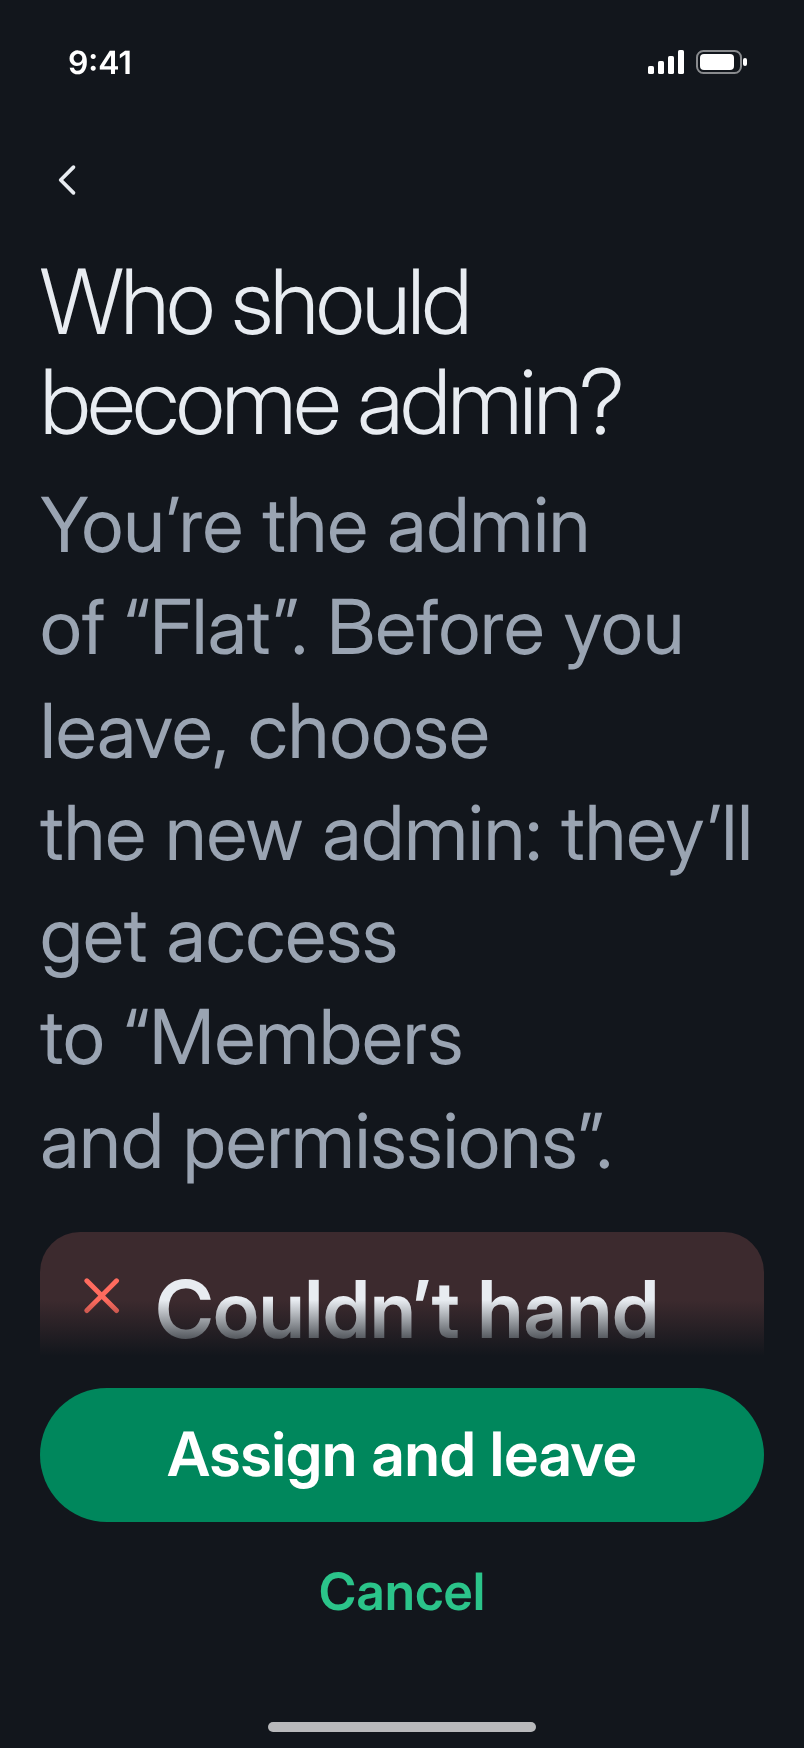 9:41
Who should
become admin?
You’re the admin
of “Flat”. Before you
leave, choose
the new admin: they’ll
get access
to “Members
and permissions”.
Couldn’t hand
Assign and leave
Cancel